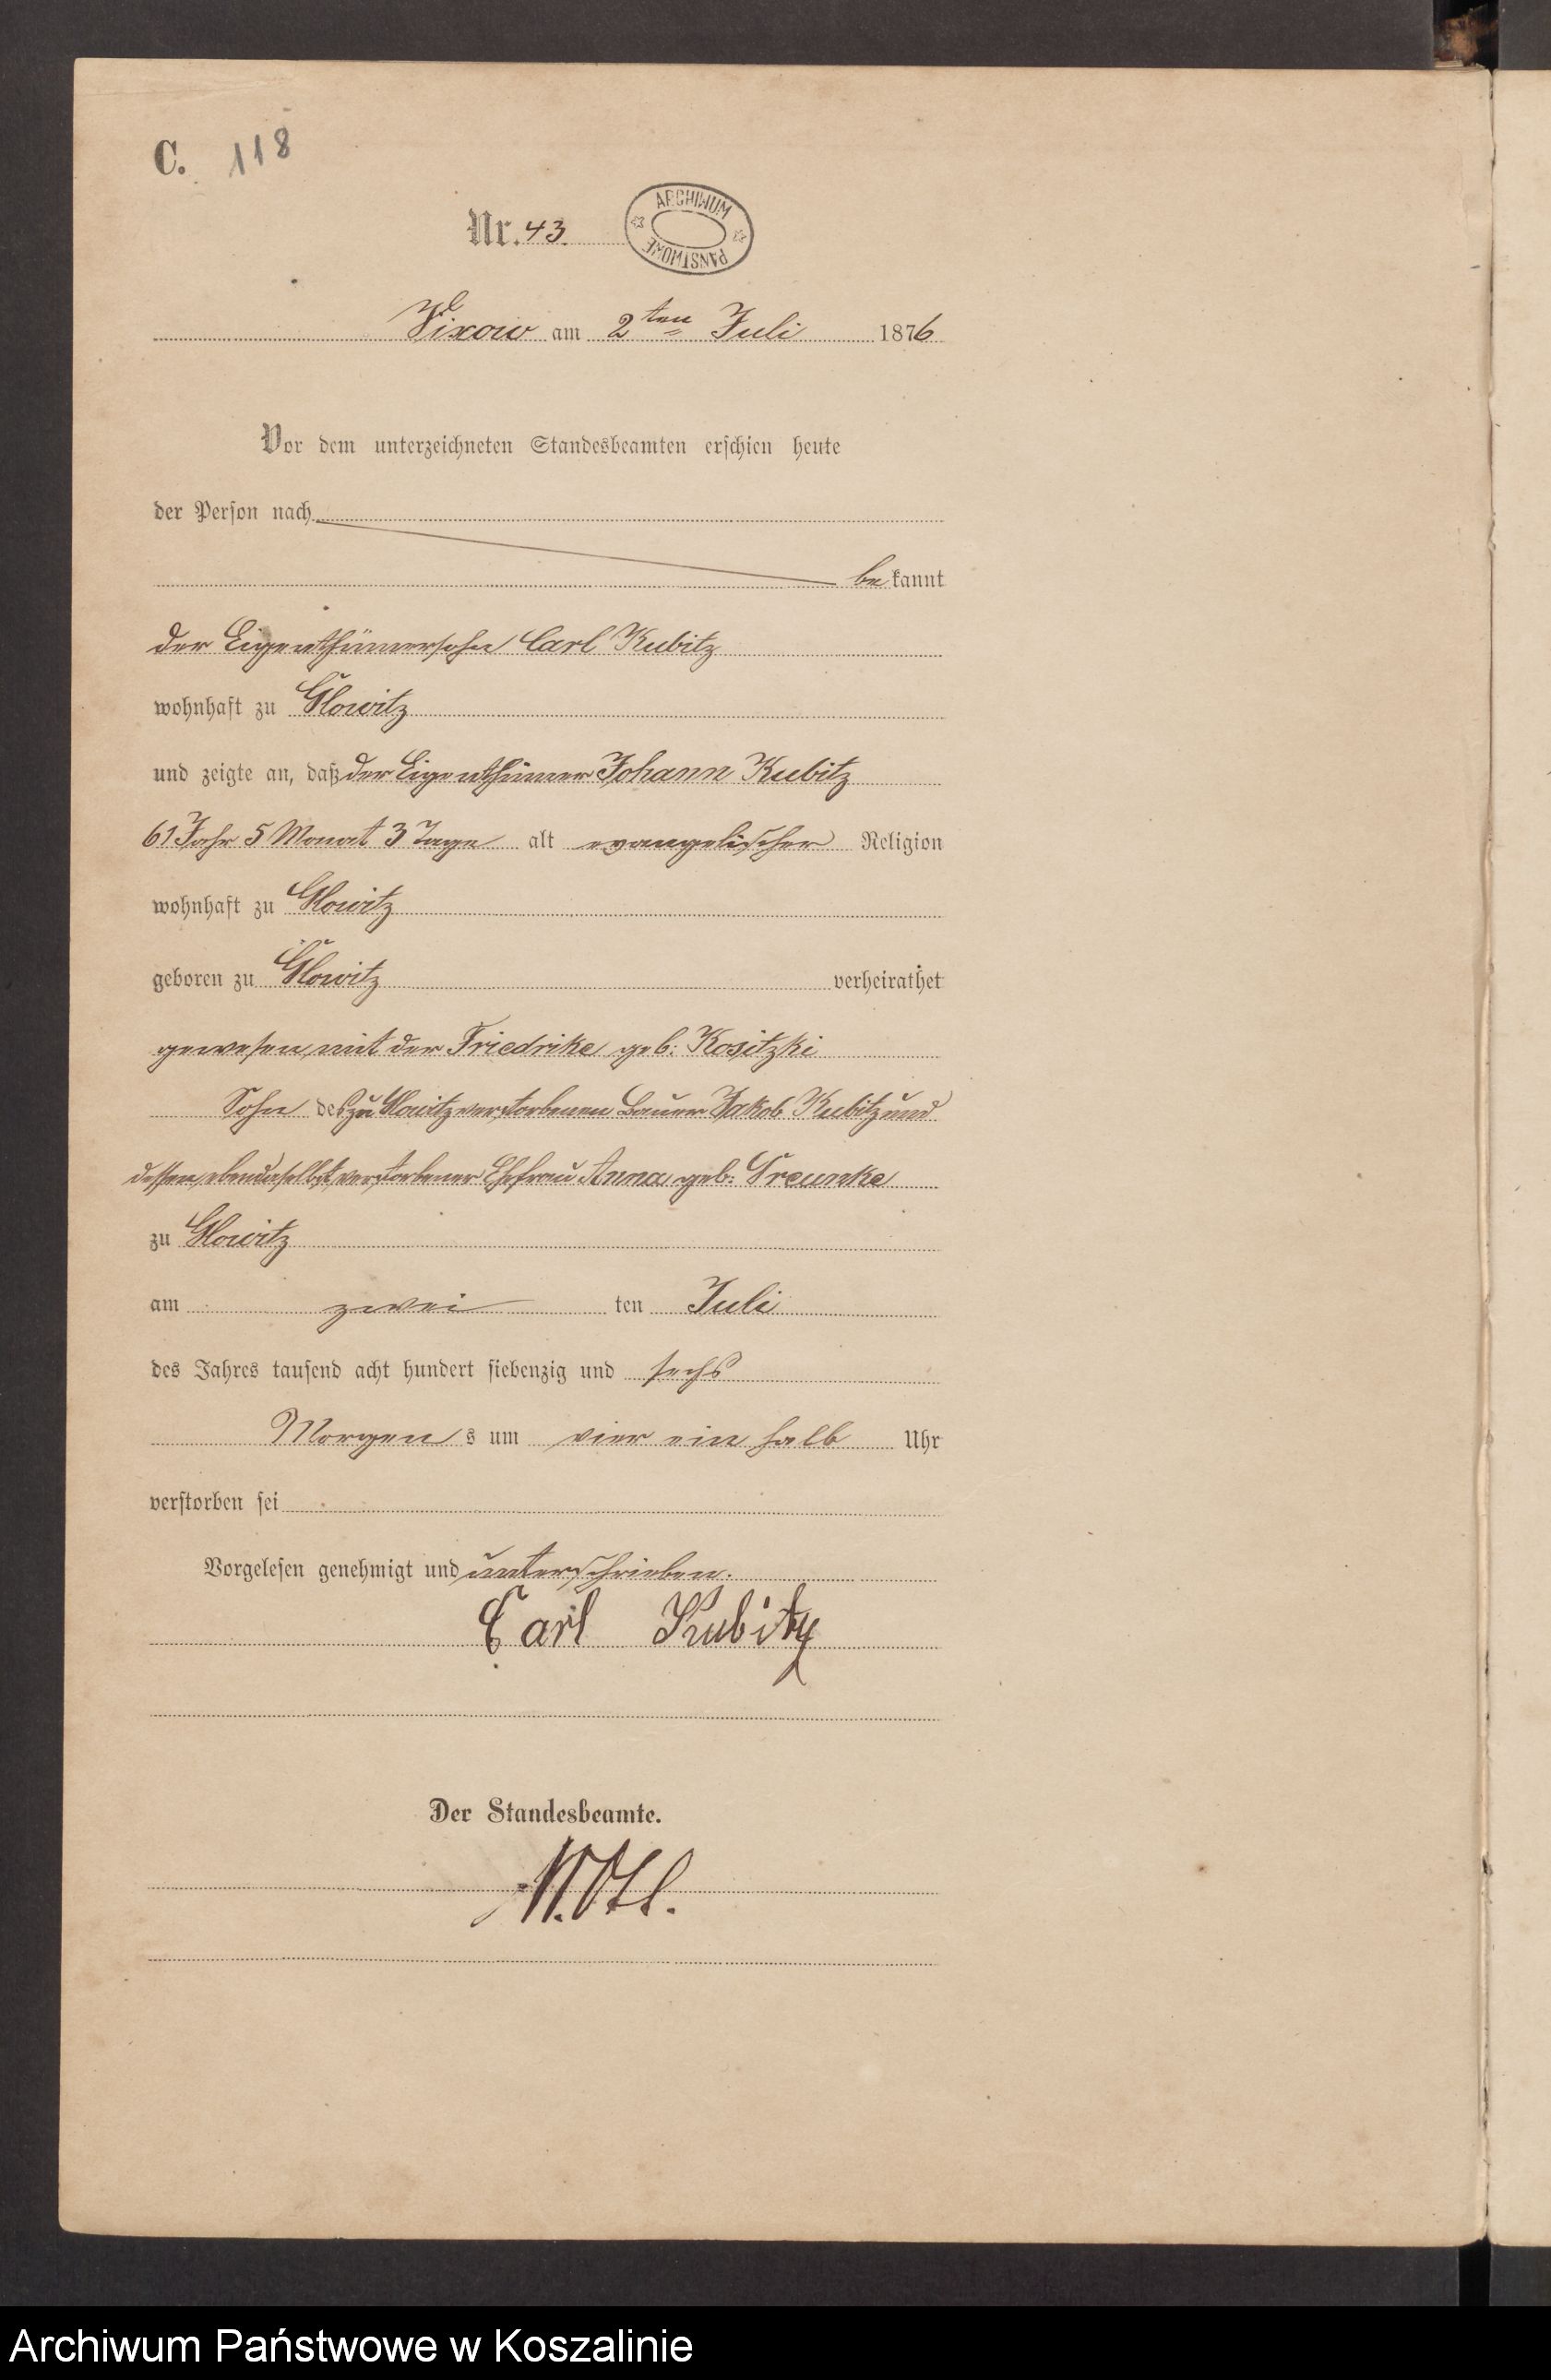 C. 118
Nr. 43.
ARCHIWUM PAŃSTWOWE
Vixow am 2ten Juli 1876
Vor dem unterzeichneten Standesbeamten erschien heute
der Person nach
bekannt
der Eigenthümersohn Carl Kubitz
wohnhaft zu Glowitz
und zeigte an, daß der Eigenthümer Johann Kubitz
61 Jahr 5 Monat 3 Tage alt evangelischer Religion
wohnhaft zu Glowitz
geboren zu Glowitz verheirathet
gewesen mit der Friedrike geb: Kositzki
Sohn des zu Glowitz verstorbenen Bauer Jakob Kubitz und
dessen ebendaselbst verstorbener Ehefrau Anna geb:
zu Glowitz
am zwei ten Juli
des Jahres tausend acht hundert siebenzig und sechs
Morgen s um vier ein halb Uhr
verstorben sei
Vorgelesen genehmigt und unterschrieben.
Carl Kubitz
Der Standesbeamte.
Archiwum Państwowe w Koszalinie